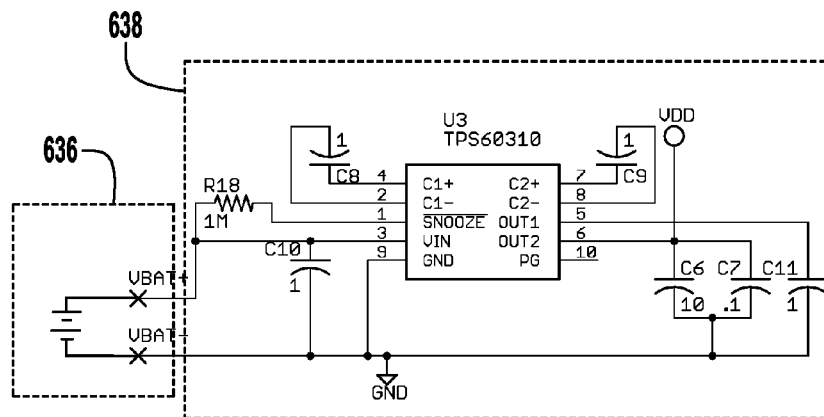 638
636
U3
TPS60310
VDD
1
C8
1
C9
R18
1M
4 C1+ C2+ 7
2 C1- C2- 8
1 SNOOZE OUT1 5
3 VIN OUT2 6
9 GND PG 10
C10
1
C6
10
C7
.1
C11
1
VBAT+
VBAT-
GND